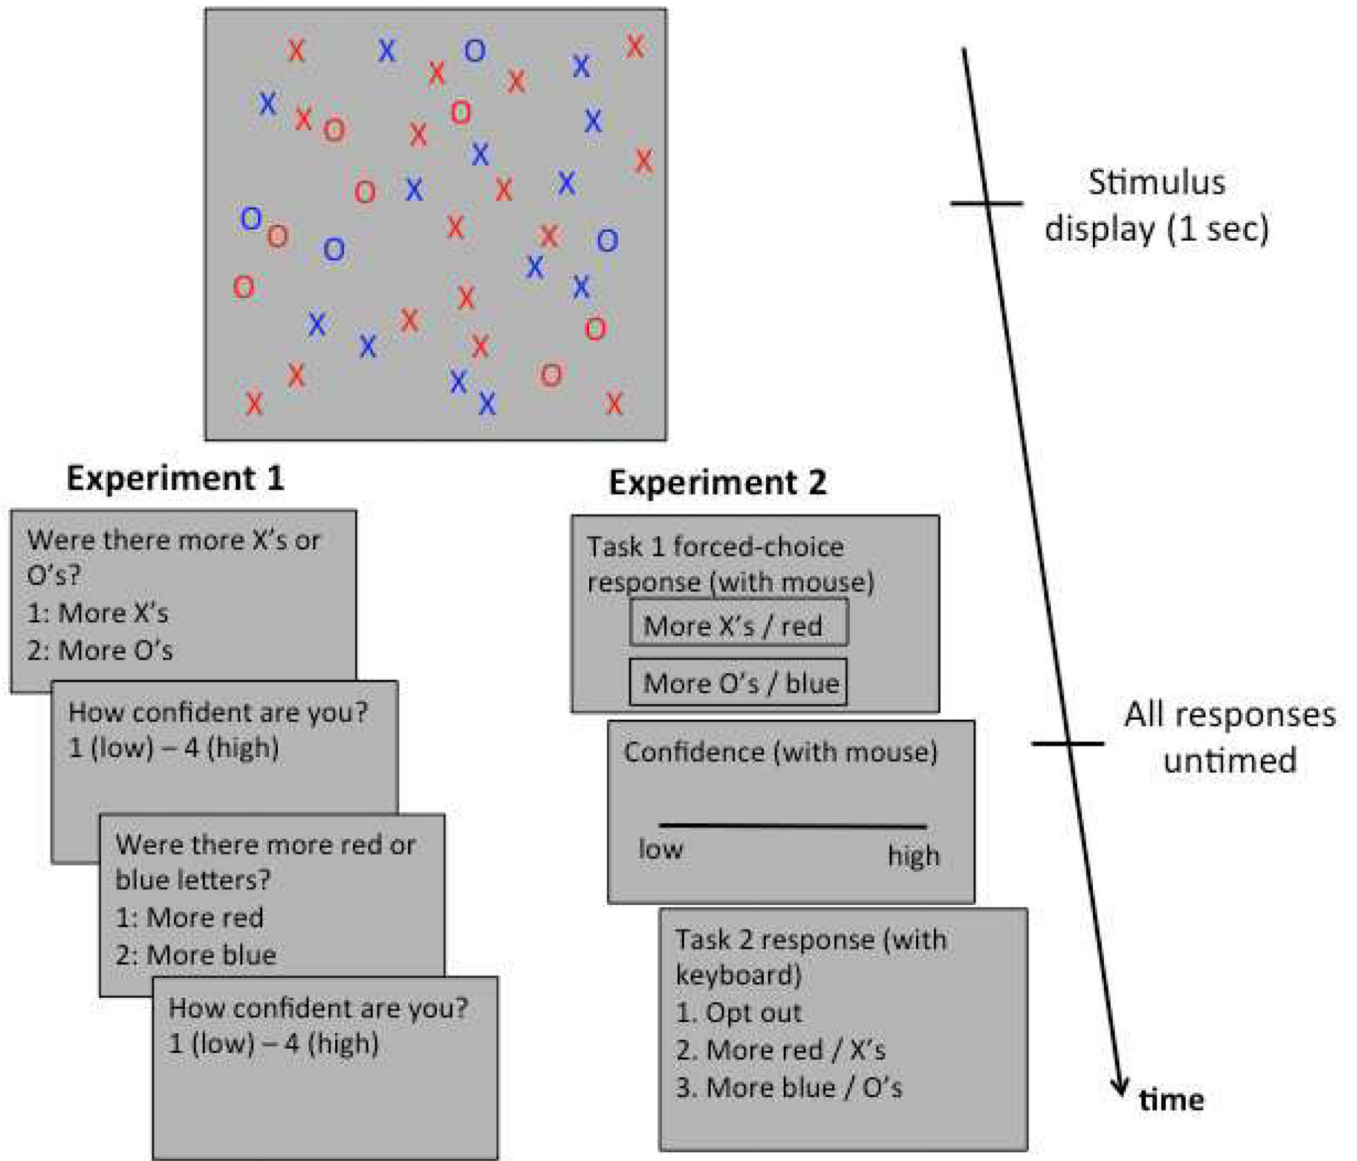 X X O X
X X X
X X O X O X
X X
O X X X
O O O X X O
O X X
X
X X O
X X
X X O
X X X
Stimulus
display (1 sec)
Experiment 1
Were there more X's or
O's?
1: More X's
2: More O's
How confident are you?
1 (low) – 4 (high)
Were there more red or
blue letters?
1: More red
2: More blue
How confident are you?
1 (low) – 4 (high)
Experiment 2
Task 1 forced-choice
response (with mouse)
More X's / red
More O's / blue
Confidence (with mouse)
low high
Task 2 response (with
keyboard)
1. Opt out
2. More red / X's
3. More blue / O's
All responses
untimed
time